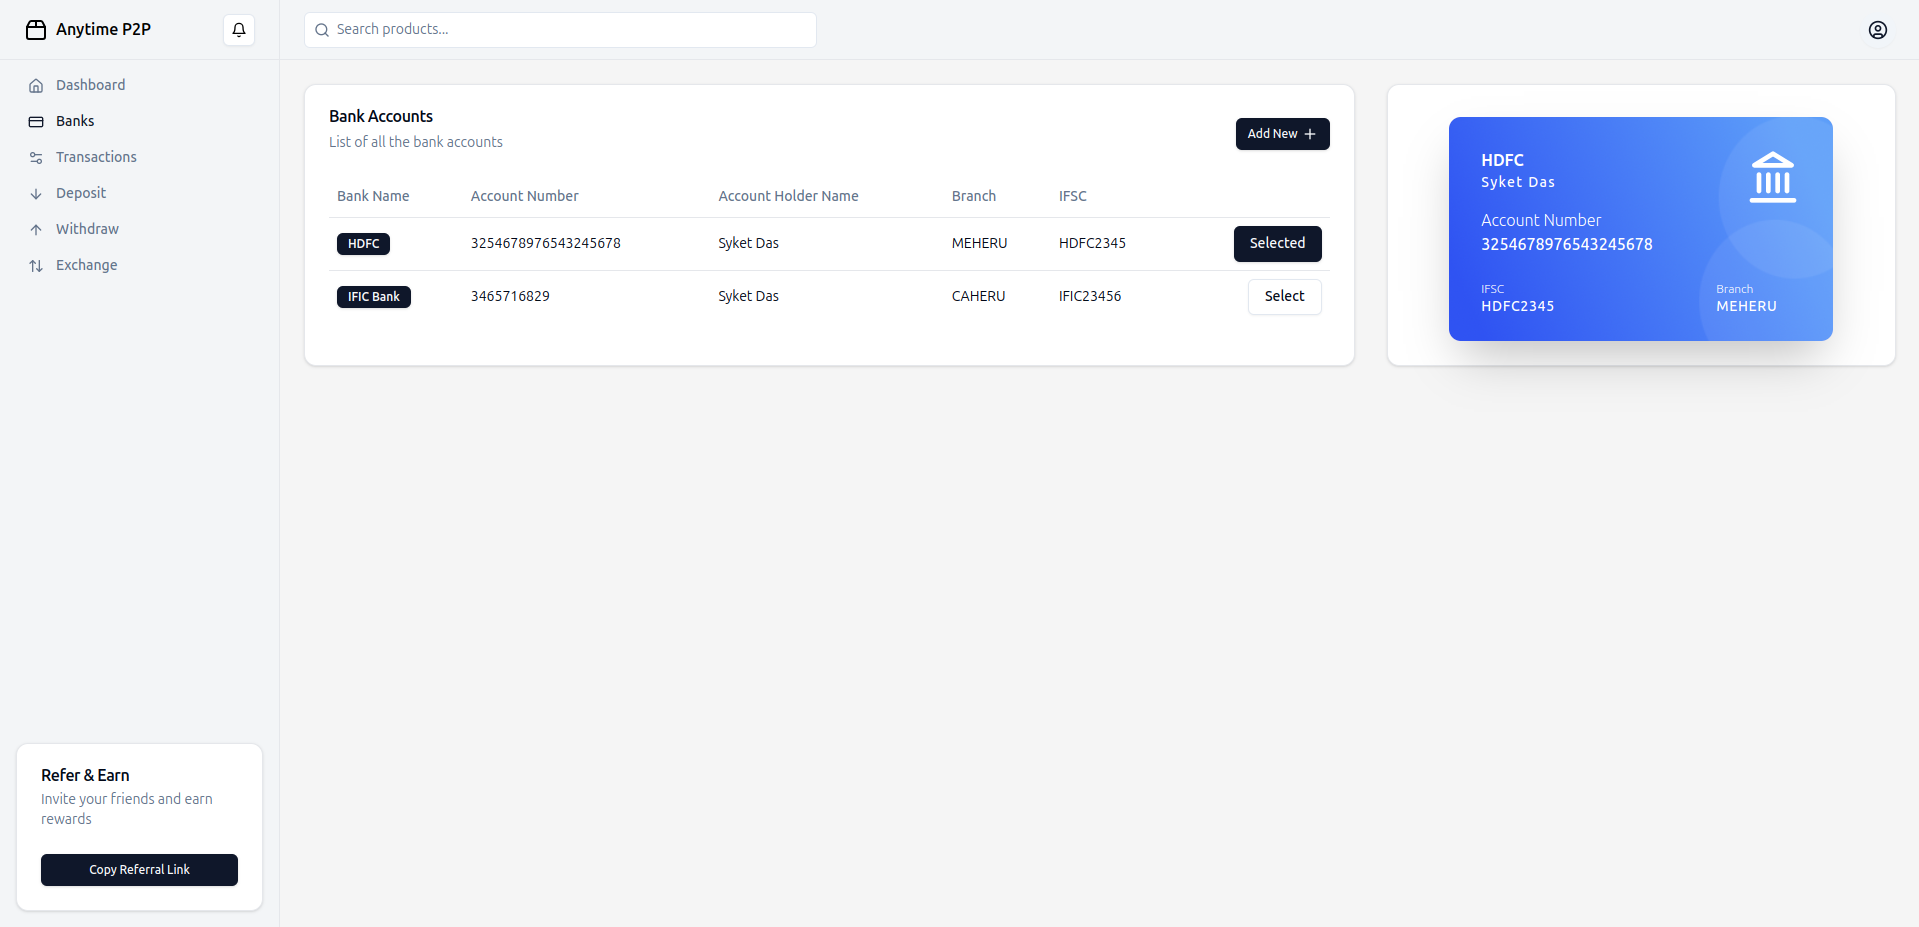 Anytime P2P
Search products...
Dashboard
Banks
Transactions
Deposit
Withdraw
Exchange
Bank Accounts
List of all the bank accounts
Add New
Bank Name Account Number Account Holder Name Branch IFSC
HDFC 3254678976543245678 Syket Das MEHERU HDFC2345 Selected
IFIC Bank 3465716829 Syket Das CAHERU IFIC23456 Select
HDFC
Syket Das
Account Number
3254678976543245678
IFSC Branch
HDFC2345 MEHERU
Refer & Earn
Invite your friends and earn
rewards
Copy Referral Link